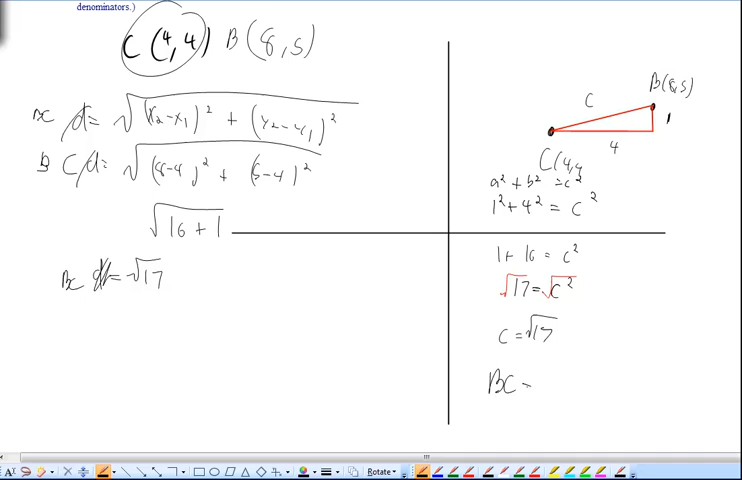 denominators.)
C (4,4) B (8,5)
BC d = √(x₂-x₁)² + (y₂-y₁)²
B C d = √(8-4)² + (5-4)²
√16+1
BC d = √17
B(8,5)
C
1
4
C(4,4
a² + b² = c²
1² + 4² = c²
1 + 16 = c²
√17 = √c²
c = √17
BC -
Rotate